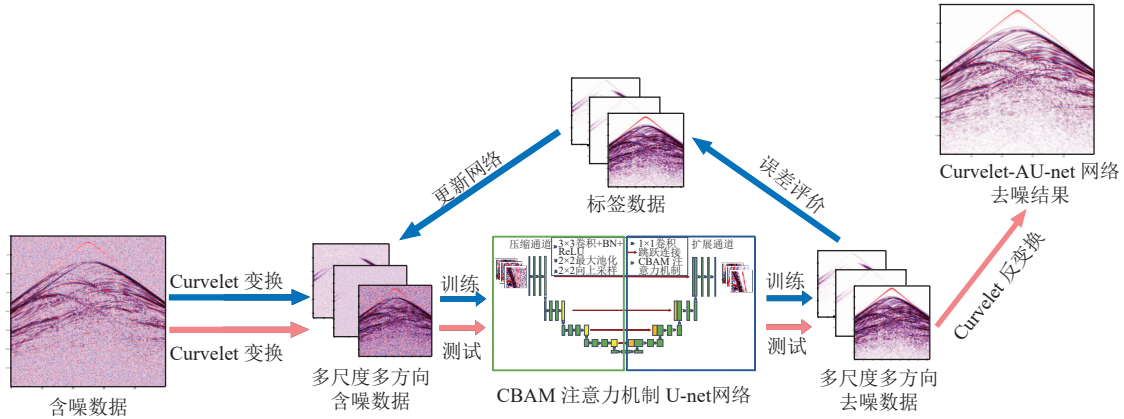 Curvelet-AU-net 网络
去噪结果
误差评价
更新网络
标签数据
Curvelet 变换
Curvelet 变换
含噪数据
多尺度多方向
含噪数据
训练
测试
压缩通道
3×3卷积+BN+
ReLU
2×2最大池化
2×2向上采样
1×1卷积
跳跃连接
CBAM 注
意力机制
扩展通道
CBAM 注意力机制 U-net网络
训练
测试
多尺度多方向
去噪数据
Curvelet 反变换